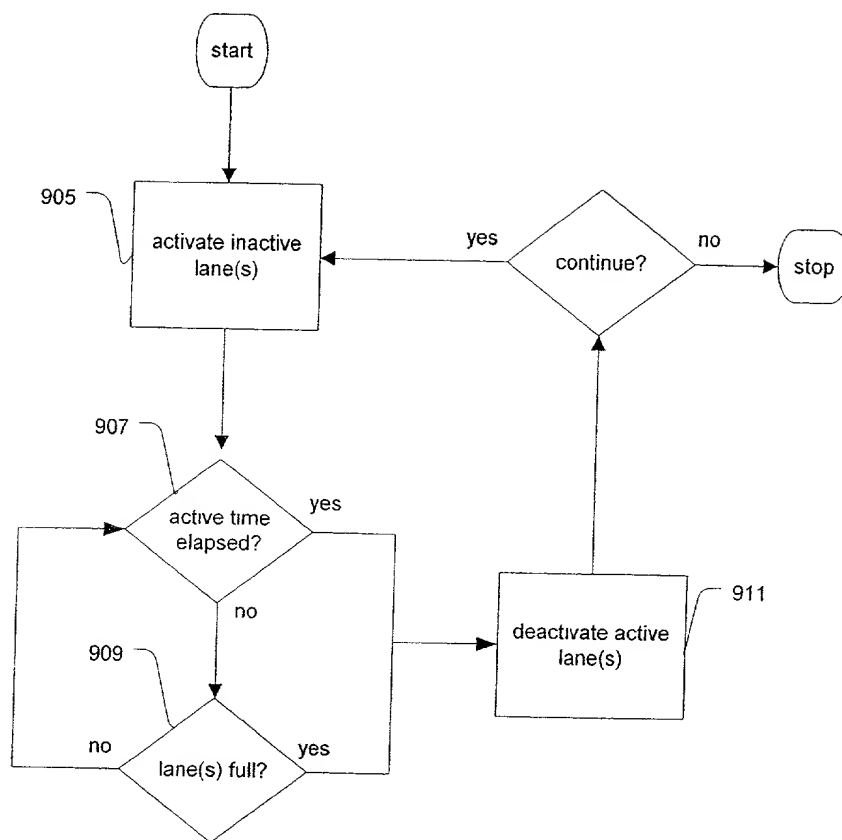 start
905
activate inactive
lane(s)
yes
continue?
no
stop
907
active time
elapsed?
yes
no
909
no
lane(s) full?
yes
deactivate active
lane(s)
911